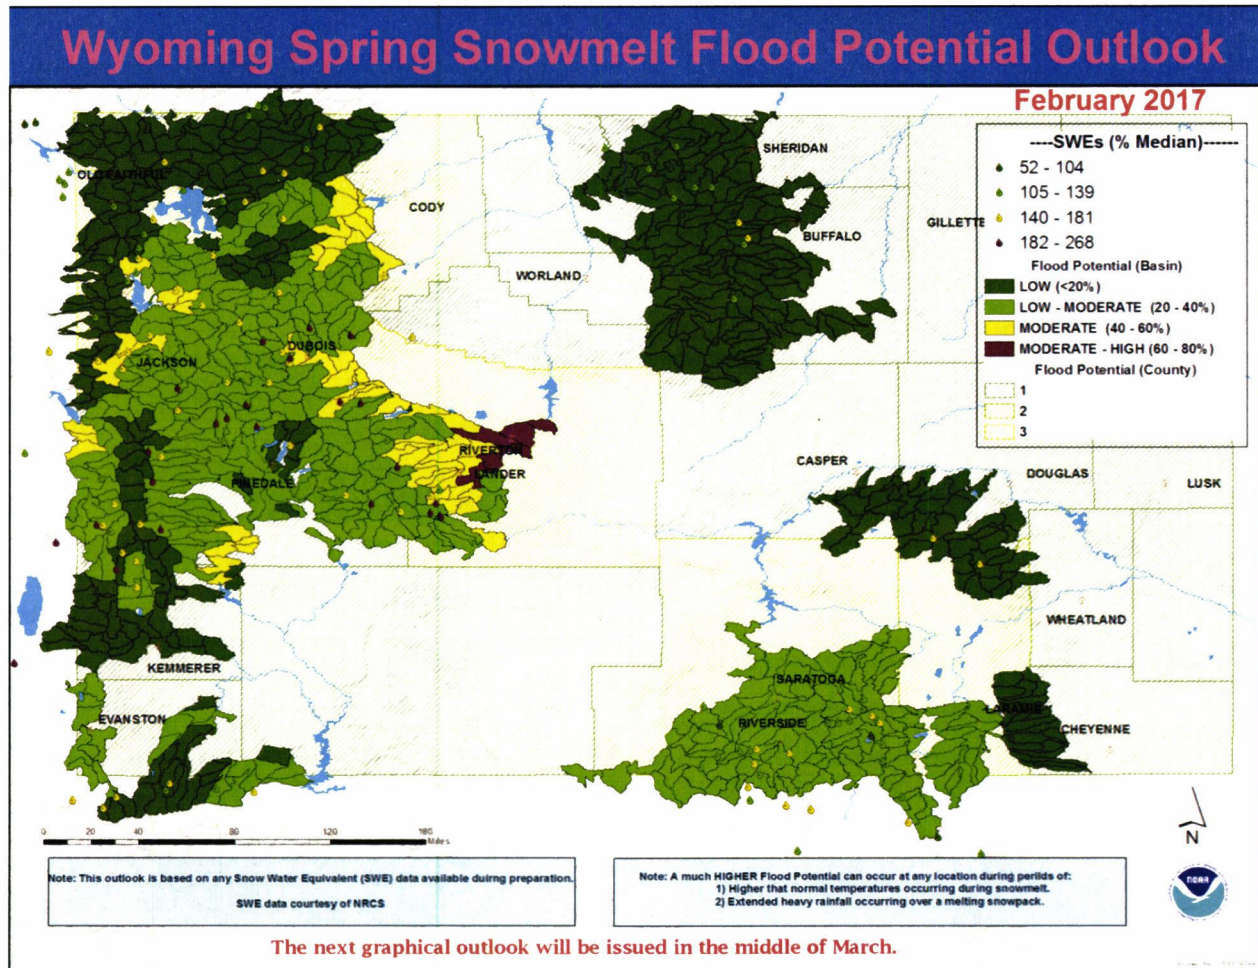 Wyoming Spring Snowmelt Flood Potential Outlook
February 2017
----SWEs (% Median)------
52 - 104
105 - 139
140 - 181
182 - 268
Flood Potential (Basin)
LOW (<20%)
LOW - MODERATE (20 - 40%)
MODERATE (40 - 60%)
MODERATE - HIGH (60 - 80%)
Flood Potential (County)
1
2
3
OLD FAITHFUL
CODY
SHERIDAN
BUFFALO
GILLETTE
WORLAND
JACKSON
DUBOIS
RIVERTON
LANDER
PINEDALE
CASPER
DOUGLAS
LUSK
WHEATLAND
KEMMERER
EVANSTON
SARATOGA
RIVERSIDE
LARAMIE
CHEYENNE
0 20 40 80 120 160
Miles
N
Note: This outlook is based on any Snow Water Equivalent (SWE) data available duirng preparation.
SWE data courtesy of NRCS
Note: A much HIGHER Flood Potential can occur at any location during periids of:
1) Higher that normal temperatures occurring during snowmelt.
2) Extended heavy rainfall occurring over a melting snowpack.
NOAA
The next graphical outlook will be issued in the middle of March.